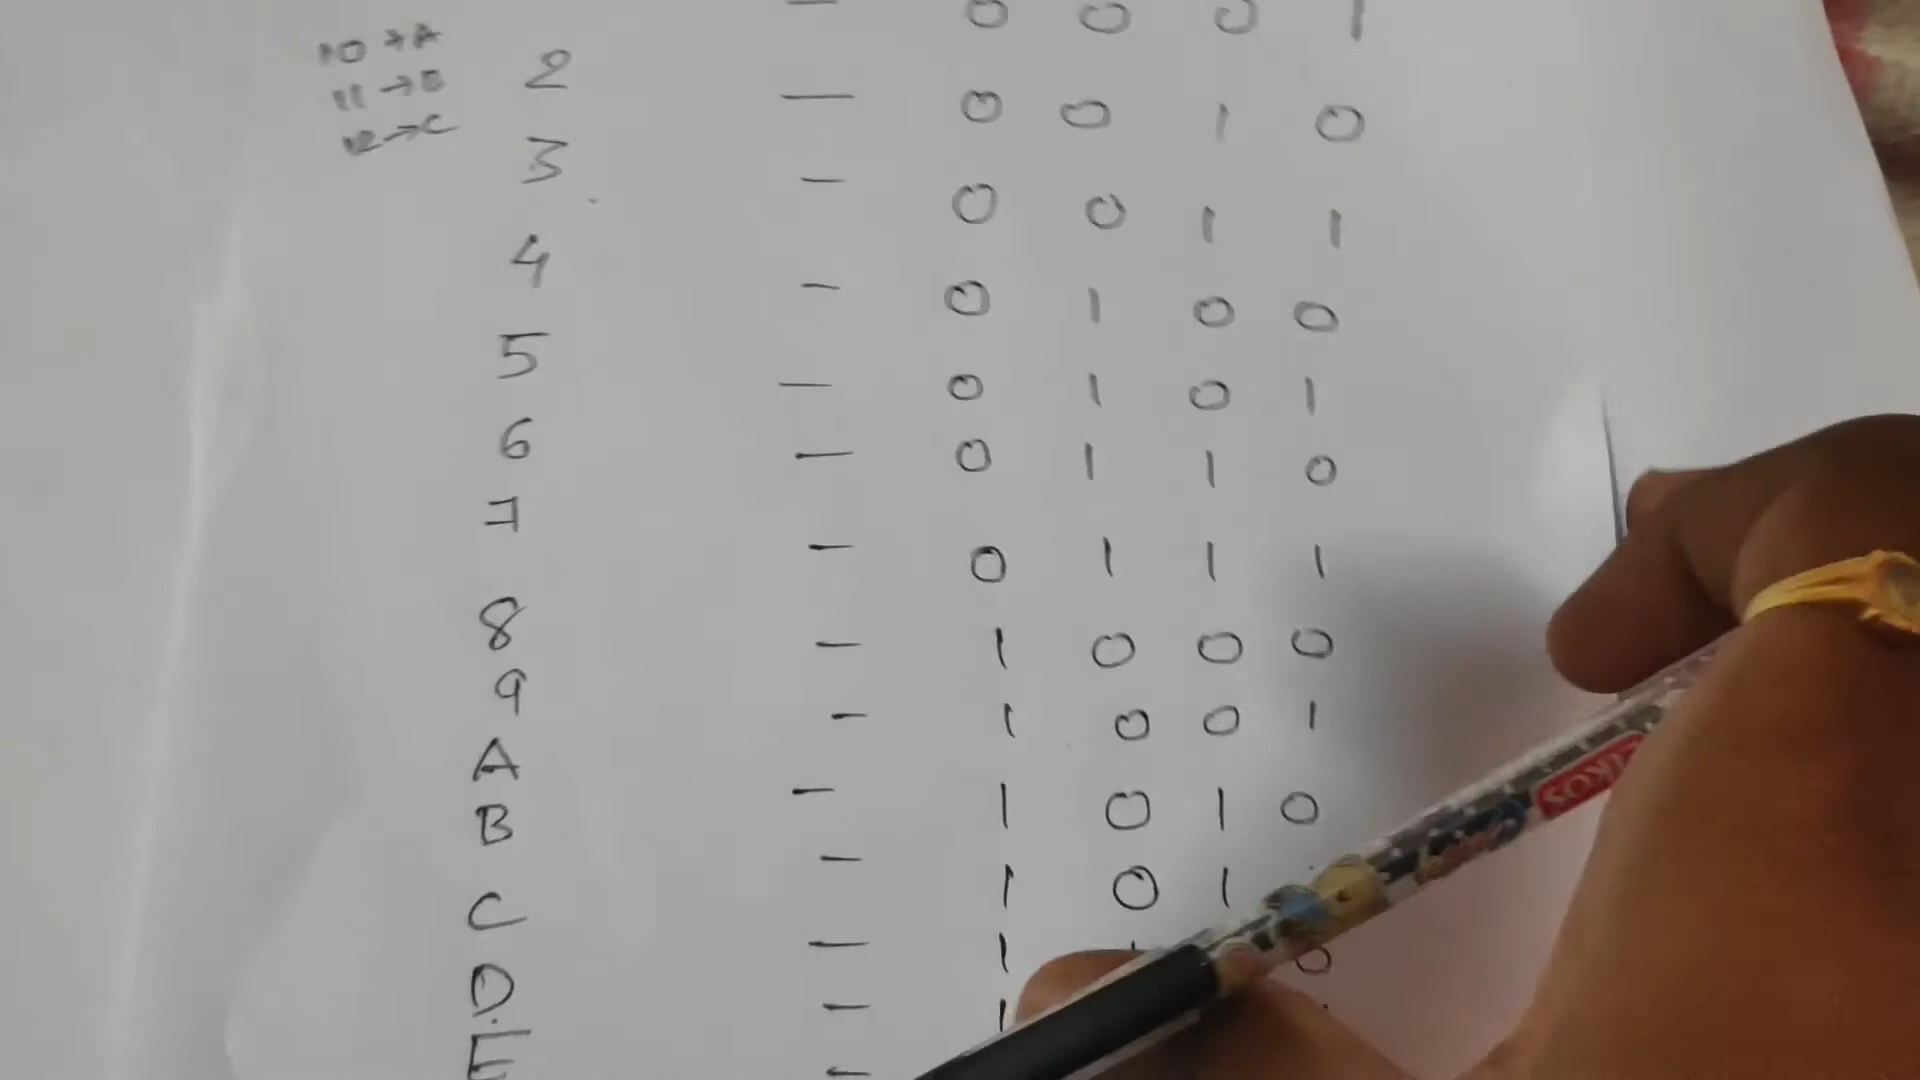 - 0 0 0 1
10 → A
11 → B
12 → C
2 - 0 0 1 0
3 - 0 0 1 1
4 - 0 1 0 0
5 - 0 1 0 1
6 - 0 1 1 0
7 - 0 1 1 1
8 - 1 0 0 0
9 - 1 0 0 1
A - 1 0 1 0
B - 1 0 1
C - 1 0
D - 1
E -